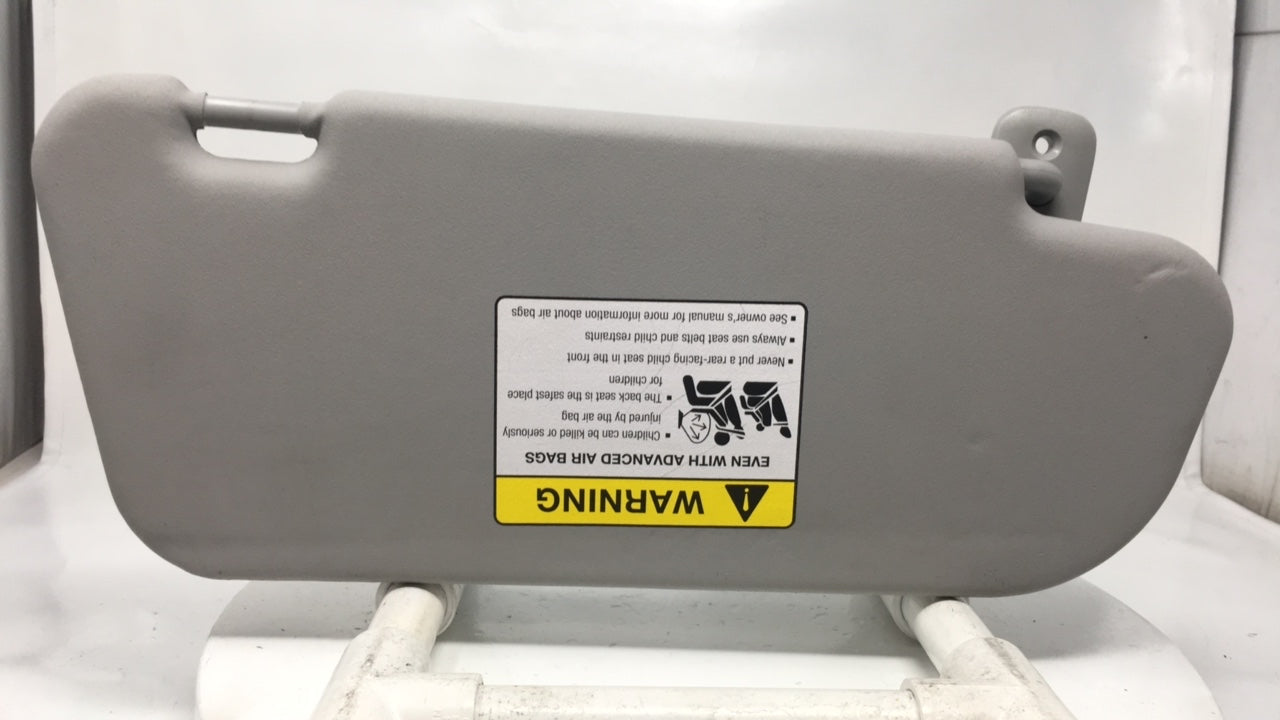 WARNING
EVEN WITH ADVANCED AIR BAGS
▪ Children can be killed or seriously
injured by the air bag
▪ The back seat is the safest place
for children
▪ Never put a rear-facing child seat in the front
▪ Always use seat belts and child restraints
▪ See owner's manual for more information about air bags